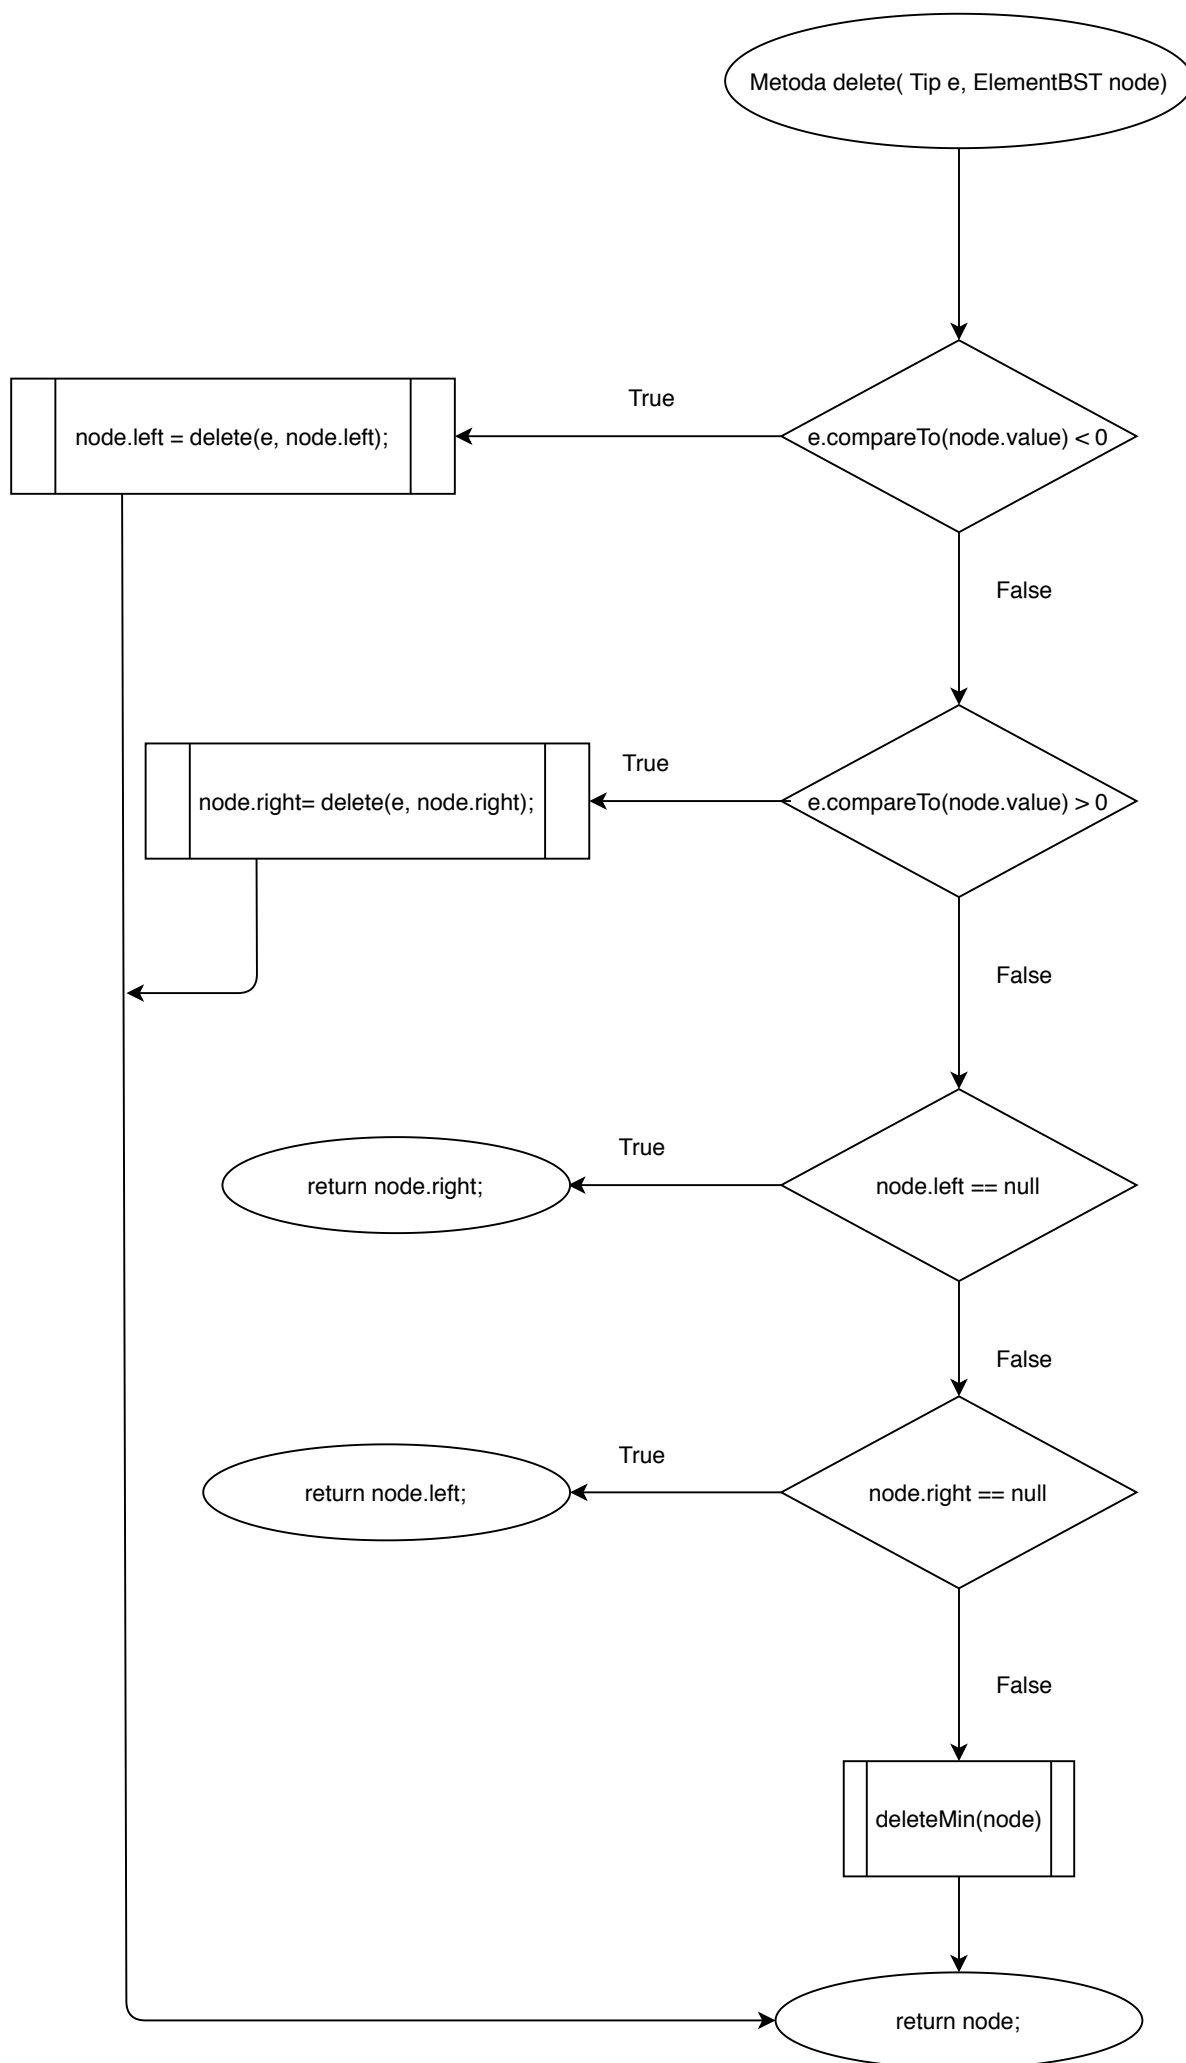 Metoda delete( Tip e, ElementBST node)
True
node.left = delete(e, node.left);
e.compareTo(node.value) < 0
False
True
node.right= delete(e, node.right);
e.compareTo(node.value) > 0
False
True
return node.right;
node.left == null
False
True
return node.left;
node.right == null
False
deleteMin(node)
return node;